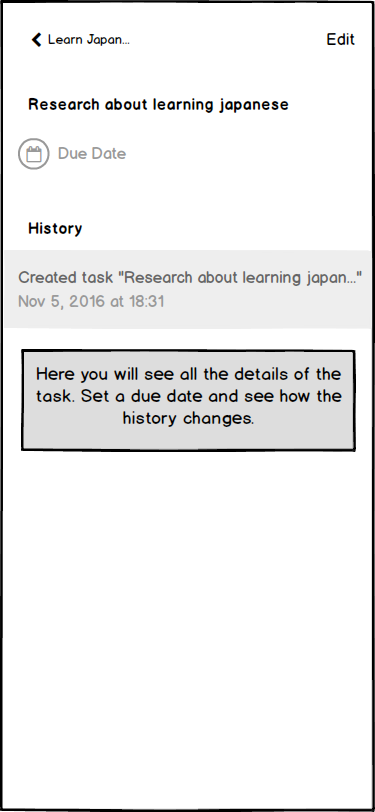 Learn Japan...
Edit
Research about learning japanese
Due Date
History
Created task "Research about learning japan..."
Nov 5, 2016 at 18:31
Here you will see all the details of the
task. Set a due date and see how the
history changes.